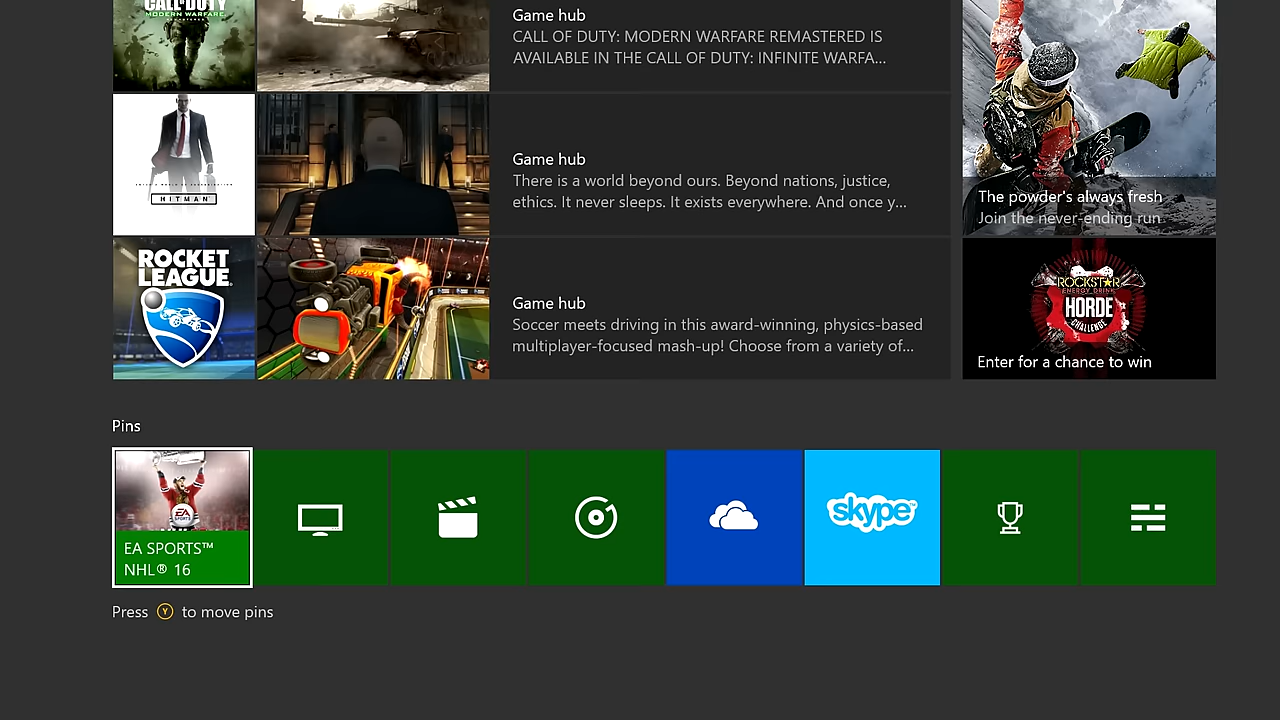 CALL OF DUTY
MODERN WARFARE
REMASTERED
Game hub
CALL OF DUTY: MODERN WARFARE REMASTERED IS
AVAILABLE IN THE CALL OF DUTY: INFINITE WARFA...
HITMAN
Game hub
There is a world beyond ours. Beyond nations, justice,
ethics. It never sleeps. It exists everywhere. And once y...
ROCKET
LEAGUE
Game hub
Soccer meets driving in this award-winning, physics-based
multiplayer-focused mash-up! Choose from a variety of...
The powder's always fresh
Join the never-ending run
ROCKSTAR
ENERGY DRINK
HORDE
CHALLENGE
Enter for a chance to win
Pins
EA
SPORTS
EA SPORTS™
NHL® 16
skype™
Press Y to move pins